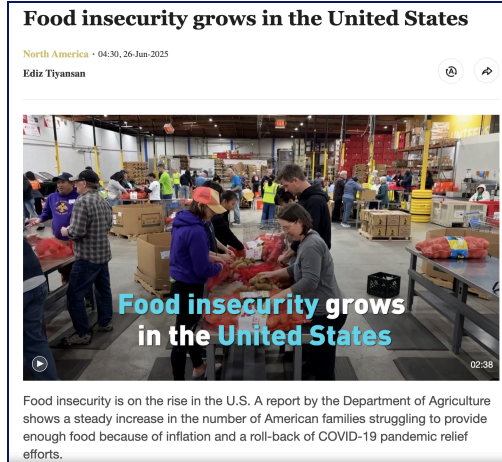 Food insecurity grows in the United States
North America • 04:30, 26-Jun-2025
Ediz Tiyansan
Food insecurity grows
in the United States
02:38
Food insecurity is on the rise in the U.S. A report by the Department of Agriculture
shows a steady increase in the number of American families struggling to provide
enough food because of inflation and a roll-back of COVID-19 pandemic relief
efforts.